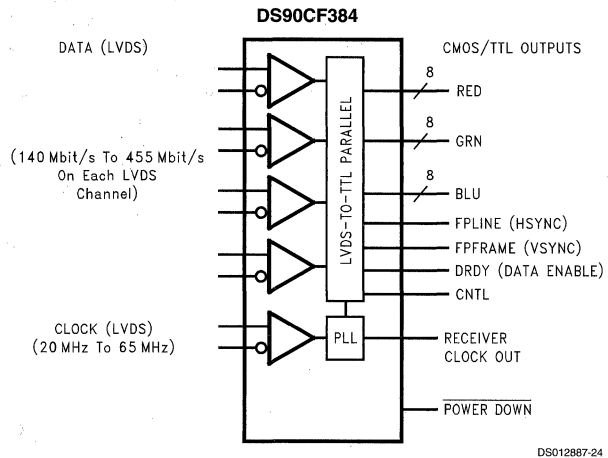 DS90CF384
DATA (LVDS)
CMOS/TTL OUTPUTS
8
RED
8
GRN
(140 Mbit/s To 455 Mbit/s
On Each LVDS
Channel)
8
BLU
LVDS-TO-TTL PARALLEL
FPLINE (HSYNC)
FPFRAME (VSYNC)
DRDY (DATA ENABLE)
CNTL
CLOCK (LVDS)
(20 MHz To 65 MHz)
PLL
RECEIVER
CLOCK OUT
POWER DOWN
DS012887-24